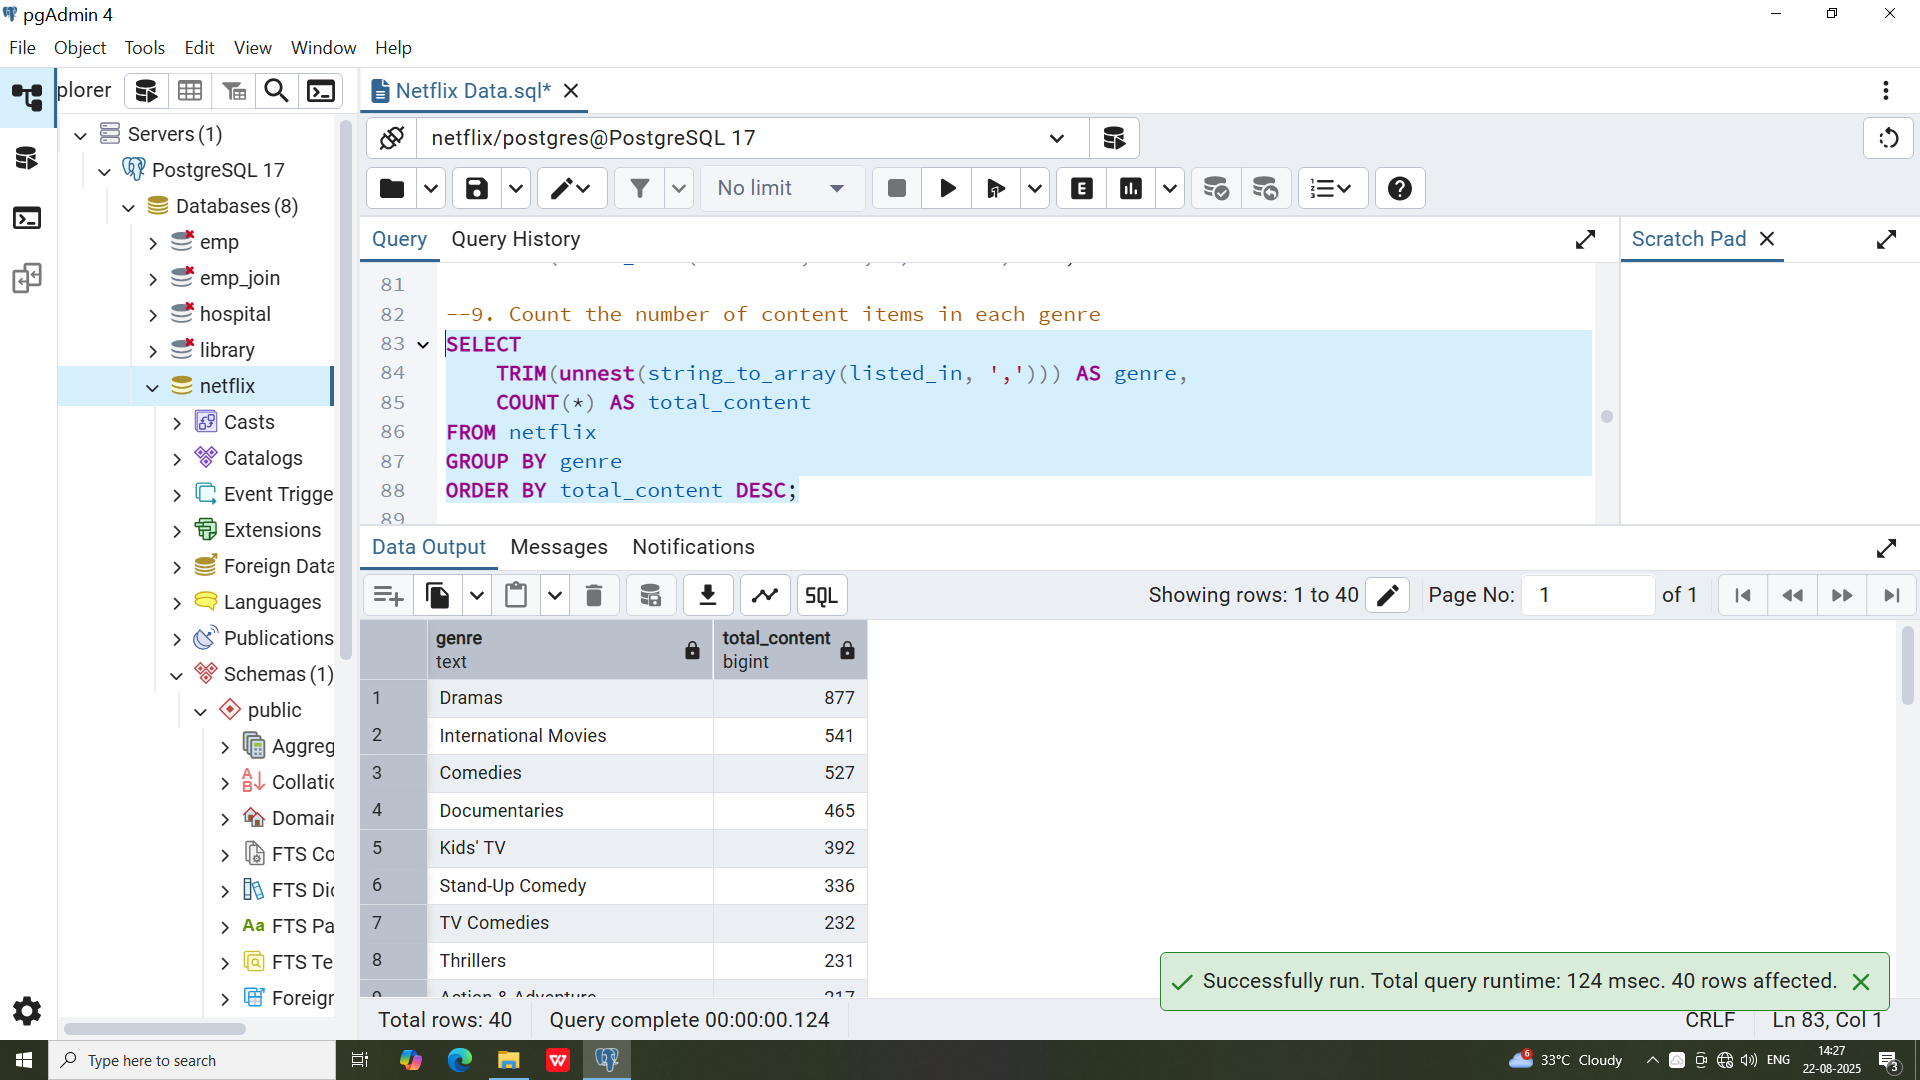 pgAdmin 4
File Object Tools Edit View Window Help
plorer
Netflix Data.sql*
Servers (1)
PostgreSQL 17
Databases (8)
emp
emp_join
hospital
library
netflix
Casts
Catalogs
Event Trigge
Extensions
Foreign Data
Languages
Publications
Schemas (1)
public
Aggreg
Collatio
Domain
FTS Co
FTS Dic
FTS Pa
FTS Te
Foreign
netflix/postgres@PostgreSQL 17
No limit
Query Query History
Scratch Pad
81
82 --9. Count the number of content items in each genre
83 SELECT
84 TRIM(unnest(string_to_array(listed_in, ','))) AS genre,
85 COUNT(*) AS total_content
86 FROM netflix
87 GROUP BY genre
88 ORDER BY total_content DESC;
89
Data Output Messages Notifications
SQL
Showing rows: 1 to 40 Page No: 1 of 1
genre total_content
text bigint
1 Dramas 877
2 International Movies 541
3 Comedies 527
4 Documentaries 465
5 Kids' TV 392
6 Stand-Up Comedy 336
7 TV Comedies 232
8 Thrillers 231
9 Action & Adventure 217
Successfully run. Total query runtime: 124 msec. 40 rows affected.
Total rows: 40 Query complete 00:00:00.124 CRLF Ln 83, Col 1
Type here to search
33°C Cloudy
ENG
14:27
22-08-2025
3